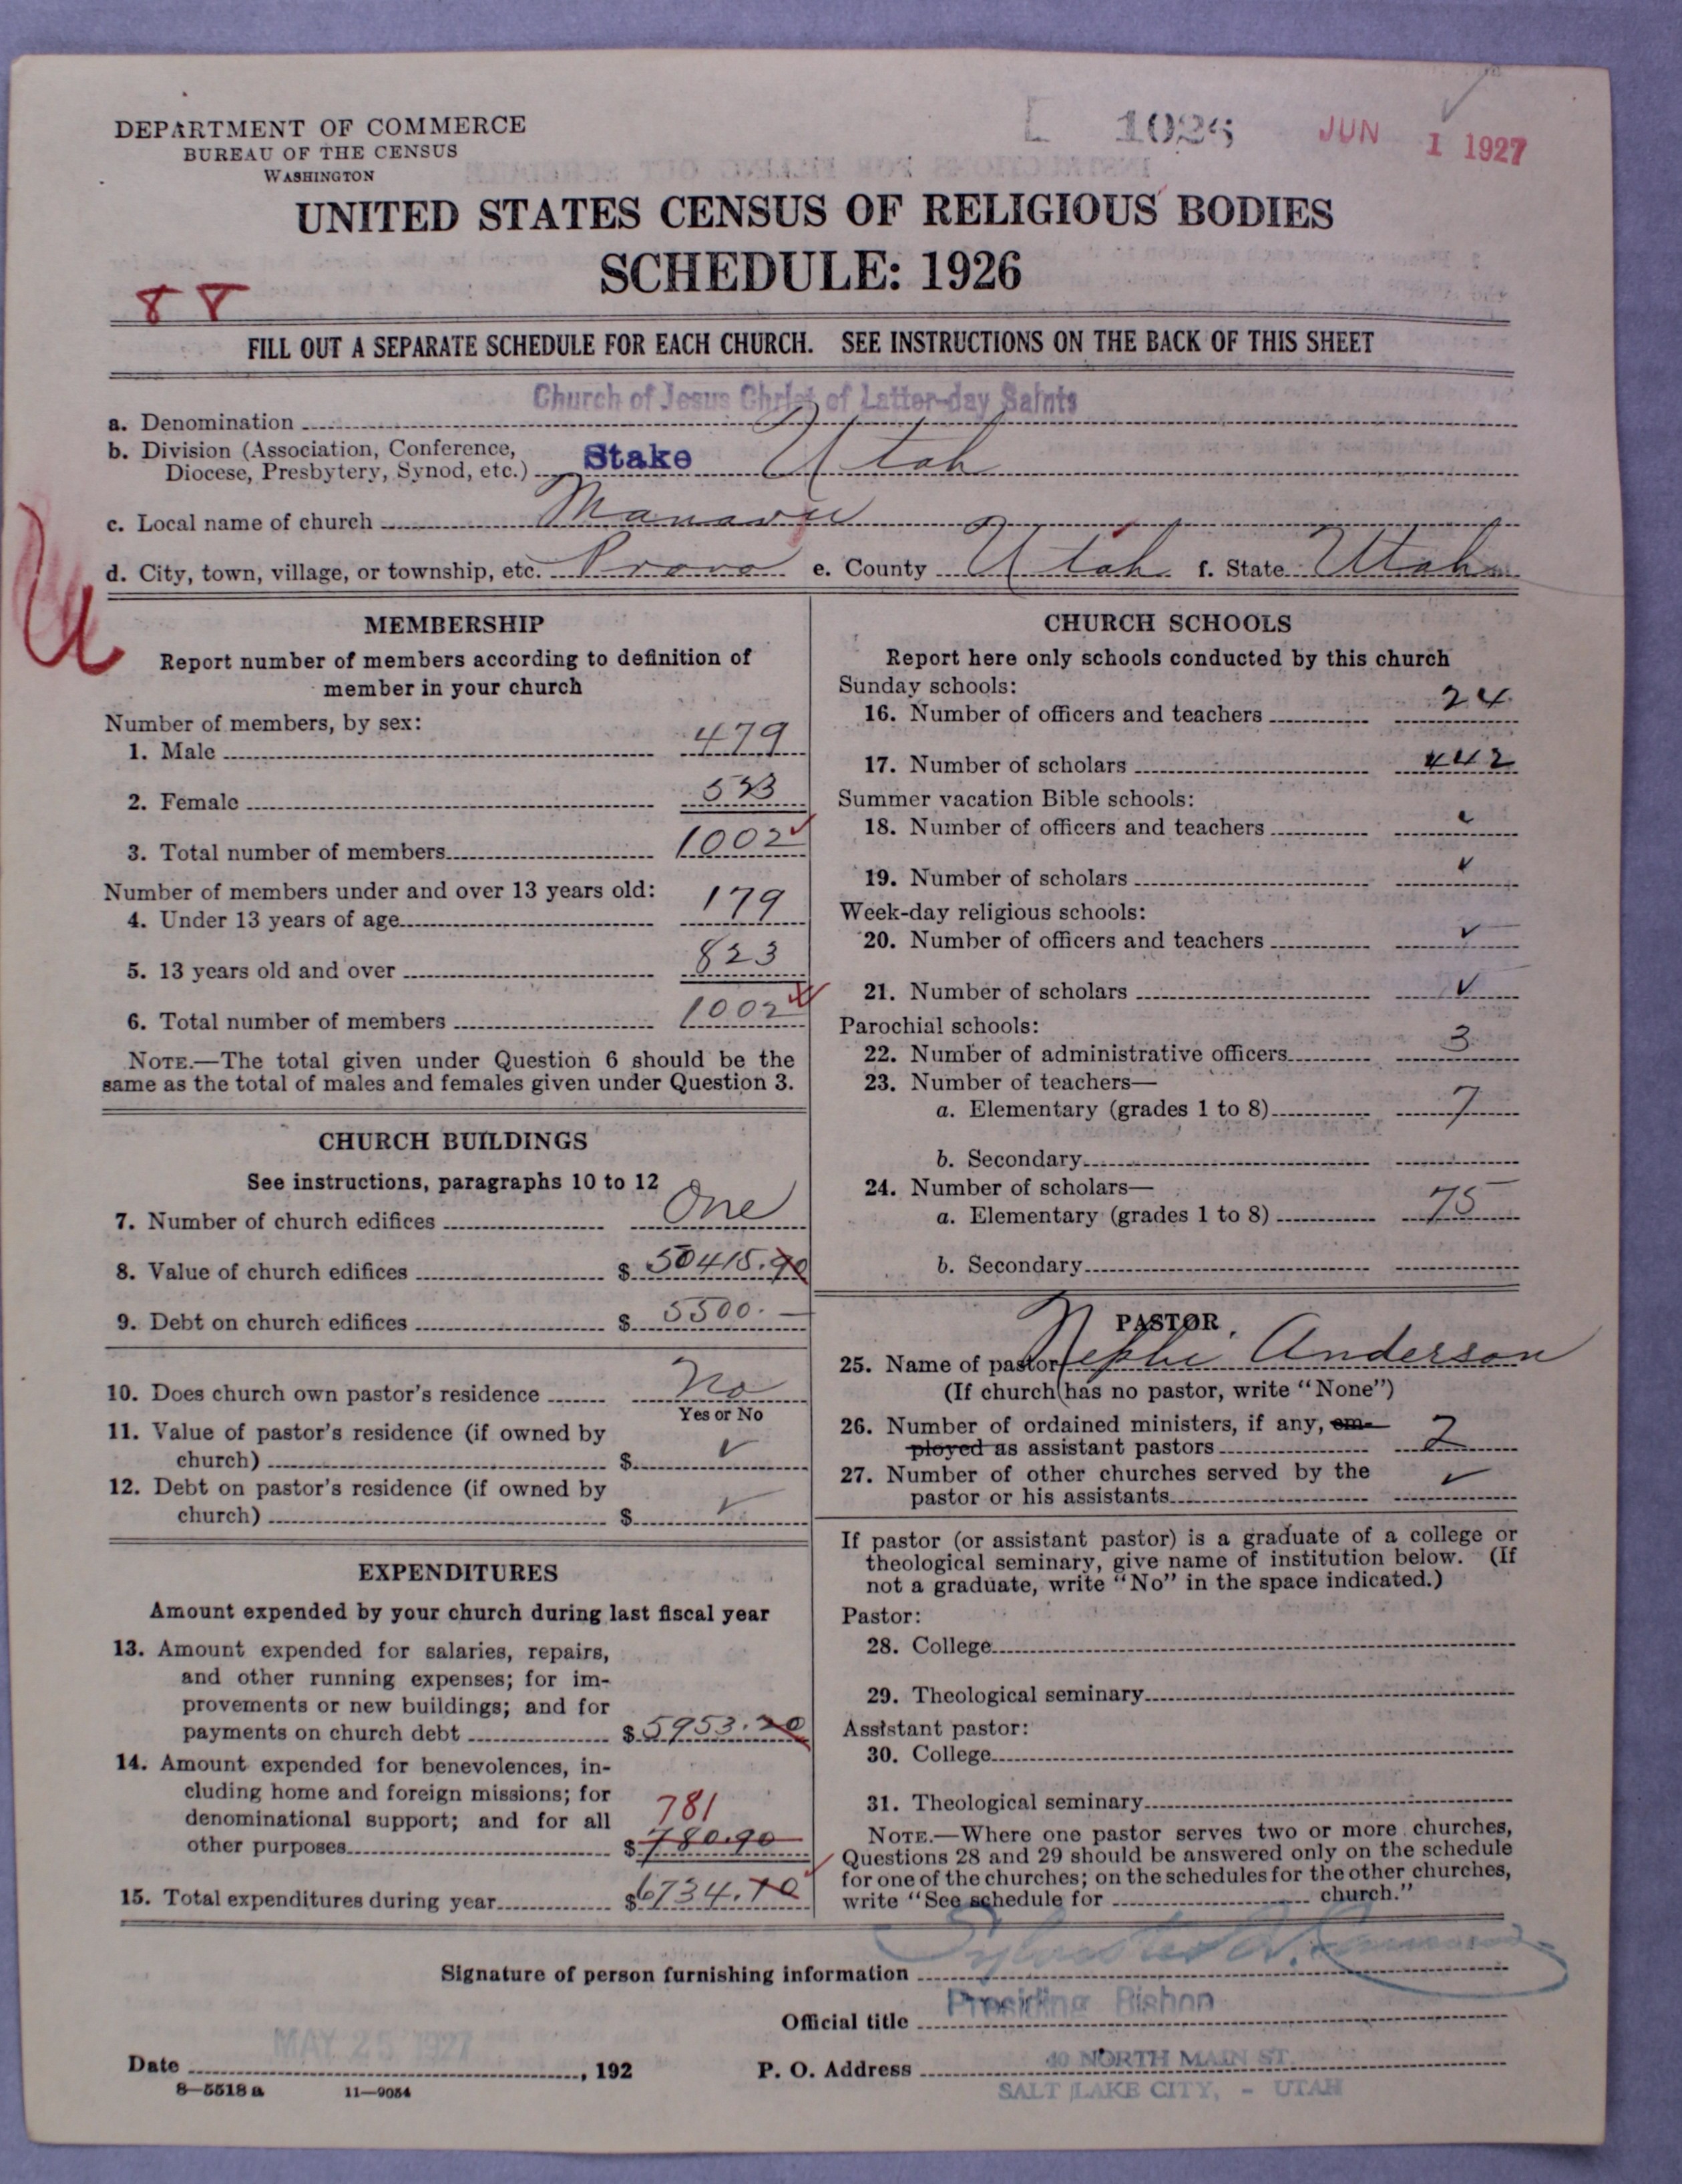 DEPARTMENT OF COMMERCE
BUREAU OF THE CENSUS
WASHINGTON
L 1026 JUN 1 1927
UNITED STATES CENSUS OF RELIGIOUS BODIES
SCHEDULE: 1926
88
FILL OUT A SEPARATE SCHEDULE FOR EACH CHURCH. SEE INSTRUCTIONS ON THE BACK OF THIS SHEET
a. Denomination Church of Jesus Christ of Latter-day Saints
b. Division (Association, Conference,
Diocese, Presbytery, Synod, etc.) Stake Utah
c. Local name of church Manavu
d. City, town, village, or township, etc. Provo e. County Utah f. State Utah
MEMBERSHIP
Report number of members according to definition of
member in your church
Number of members, by sex:
1. Male 479
2. Female 523
3. Total number of members 1002
Number of members under and over 13 years old:
4. Under 13 years of age 179
5. 13 years old and over 823
6. Total number of members 1002
NOTE.—The total given under Question 6 should be the
same as the total of males and females given under Question 3.
CHURCH BUILDINGS
See instructions, paragraphs 10 to 12
7. Number of church edifices One
8. Value of church edifices $ 50415.90
9. Debt on church edifices $ 5500.—
10. Does church own pastor's residence No
Yes or No
11. Value of pastor's residence (if owned by
church) $ ✓
12. Debt on pastor's residence (if owned by
church) $ ✓
EXPENDITURES
Amount expended by your church during last fiscal year
13. Amount expended for salaries, repairs,
and other running expenses; for im-
provements or new buildings; and for
payments on church debt $ 5953.20
14. Amount expended for benevolences, in-
cluding home and foreign missions; for
denominational support; and for all 781
other purposes $ 780.90
15. Total expenditures during year $ 6734.10
CHURCH SCHOOLS
Report here only schools conducted by this church
Sunday schools:
16. Number of officers and teachers 24
17. Number of scholars 442
Summer vacation Bible schools:
18. Number of officers and teachers ✓
19. Number of scholars ✓
Week-day religious schools:
20. Number of officers and teachers ✓
21. Number of scholars ✓
Parochial schools:
22. Number of administrative officers 3
23. Number of teachers—
a. Elementary (grades 1 to 8) 7
b. Secondary
24. Number of scholars—
a. Elementary (grades 1 to 8) 75
b. Secondary
PASTOR
25. Name of pastor Nephi Anderson
(If church has no pastor, write "None")
26. Number of ordained ministers, if any, em-
ployed as assistant pastors 2
27. Number of other churches served by the
pastor or his assistants ✓
If pastor (or assistant pastor) is a graduate of a college or
theological seminary, give name of institution below. (If
not a graduate, write "No" in the space indicated.)
Pastor:
28. College
29. Theological seminary
Assistant pastor:
30. College
31. Theological seminary
NOTE.—Where one pastor serves two or more churches,
Questions 28 and 29 should be answered only on the schedule
for one of the churches; on the schedules for the other churches,
write "See schedule for church."
Signature of person furnishing information Sylvester Q. Cannon
Official title Presiding Bishop
MAY 25 1927
Date , 192 P. O. Address 40 NORTH MAIN ST.
8—5518 a 11—9054 SALT LAKE CITY, - UTAH